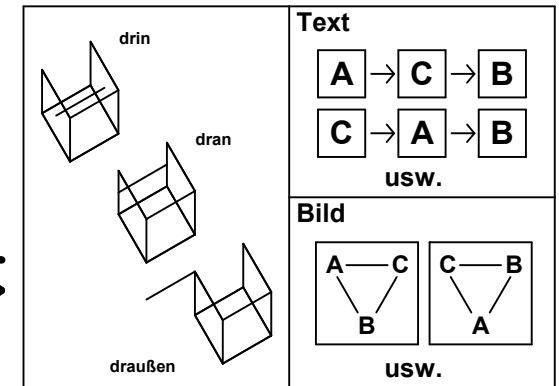 drin
dran
draußen
Text
A → C → B
C → A → B
usw.
Bild
A C
B
C B
A
usw.